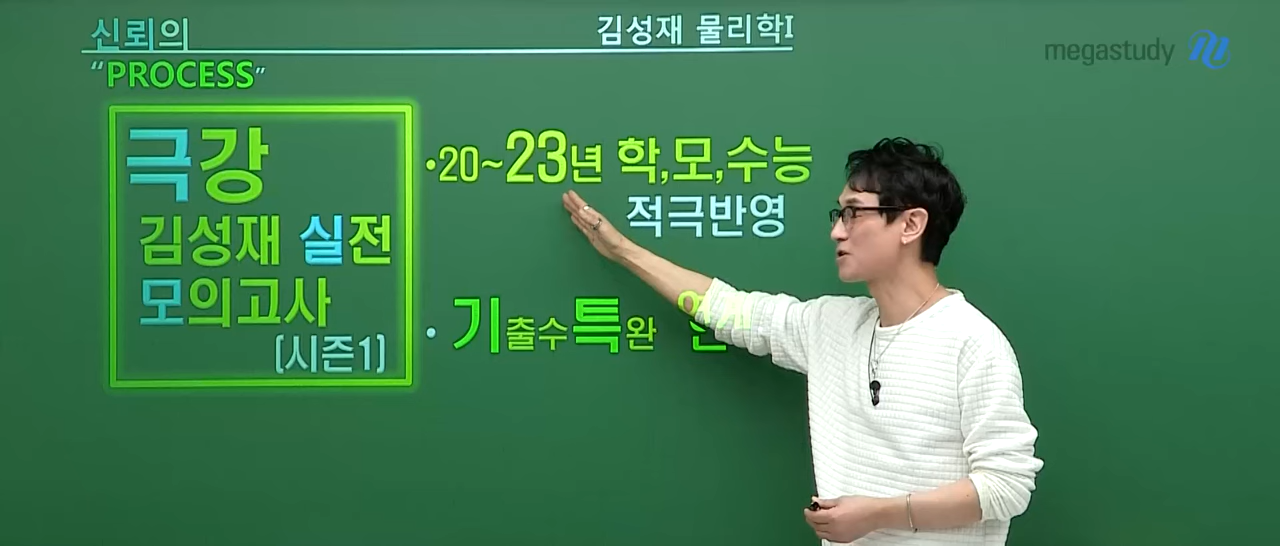 신뢰의
김성재 물리학I
megastudy
“PROCESS”
극강
김성재 실전
모의고사
(시즌1)
•20~23년 학,모,수능
적극반영
• 기출수특완